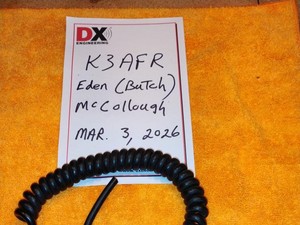 DX
ENGINEERING
K3AFR
Eden (Butch)
McCollough
MAR. 3, 2026